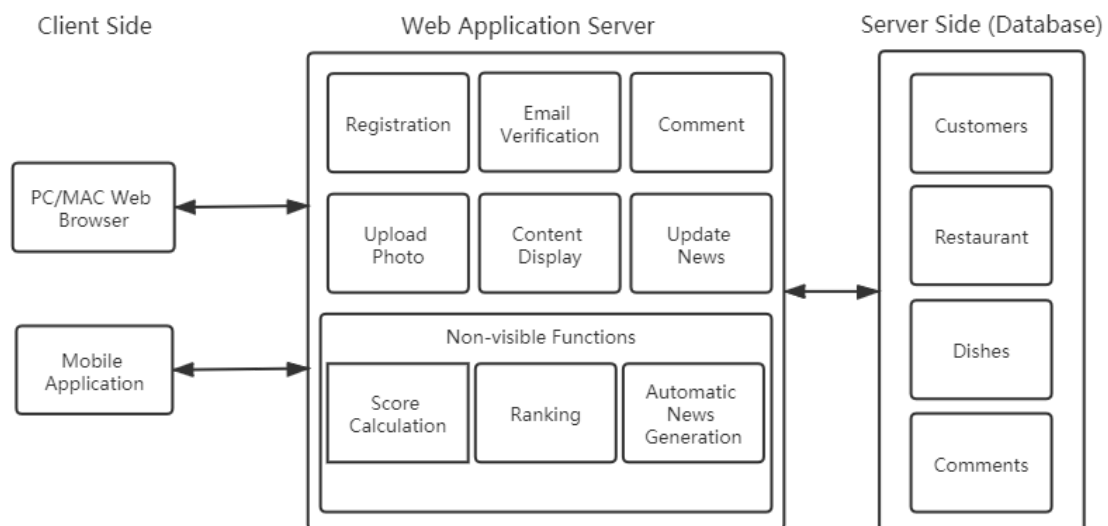 Client Side
Web Application Server
Server Side (Database)
PC/MAC Web
Browser
Mobile
Application
Registration
Email
Verification
Comment
Upload
Photo
Content
Display
Update
News
Non-visible Functions
Score
Calculation
Ranking
Automatic
News
Generation
Customers
Restaurant
Dishes
Comments